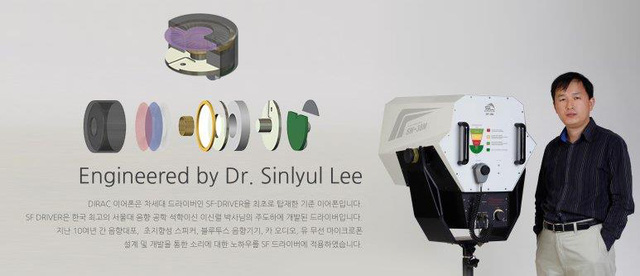 Engineered by Dr. Sinlyul Lee
DIRAC 이어폰은 차세대 드라이버인 SF-DRIVER을 최초로 탑재한 기준 이어폰입니다.
SF DRIVER은 한국 최고의 서울대 음향 공학 석학이신 이신렬 박사님의 주도하에 개발된 드라이버입니다.
지난 10여년 간 음향대포, 초지향성 스피커, 블루투스 음향기기, 카 오디오, 유 무선 마이크로폰
설계 및 개발을 통한 소리에 대한 노하우를 SF 드라이버에 적용하였습니다.